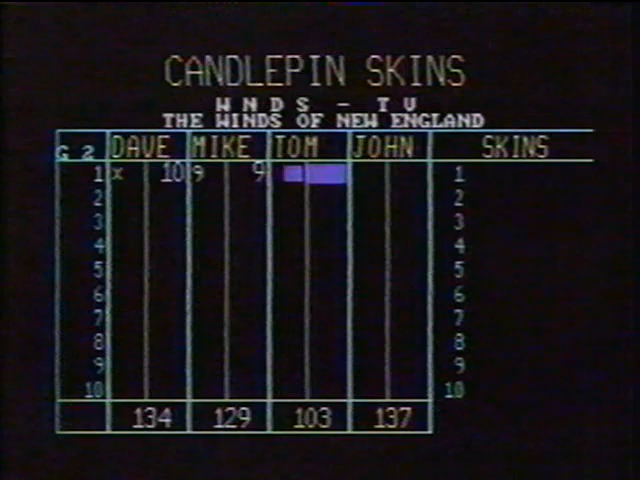 CANDLEPIN SKINS
W N D S - T V
THE WINDS OF NEW ENGLAND
G 2 DAVE MIKE TOM JOHN SKINS
1 x 10 9 9 1
2 2
3 3
4 4
5 5
6 6
7 7
8 8
9 9
10 10
134 129 103 137